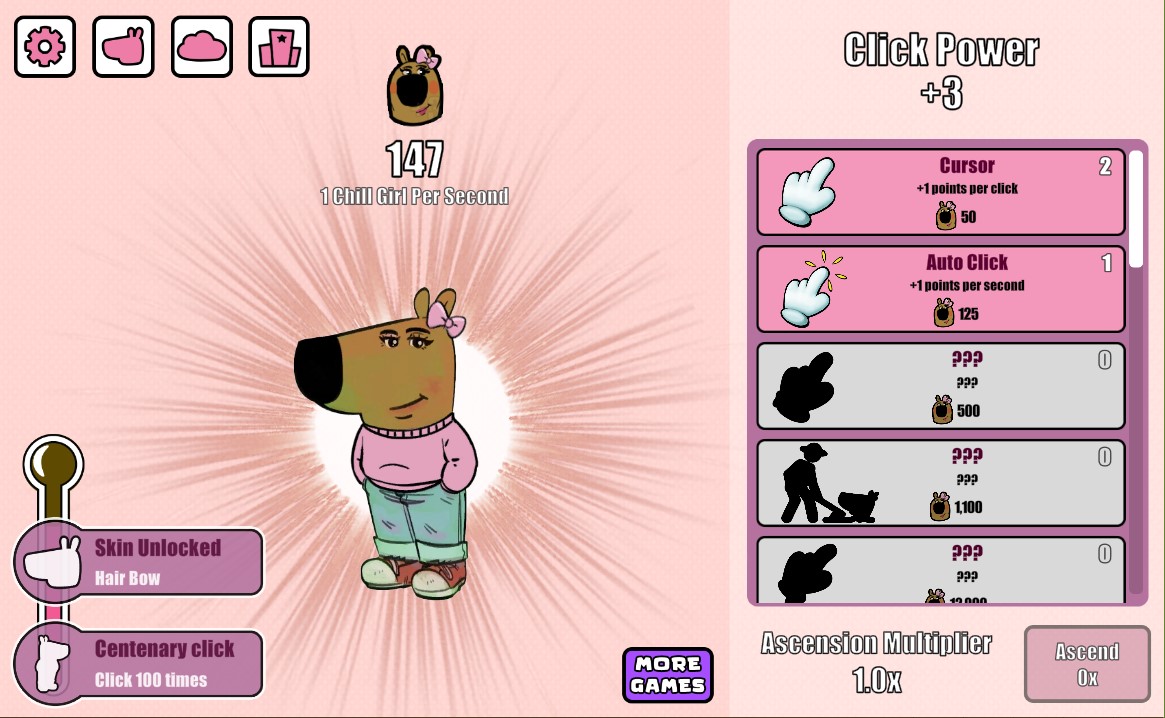 147
1 Chill Girl Per Second
Click Power
+3
Cursor
2
+1 points per click
50
Auto Click
1
+1 points per second
125
???
0
???
500
???
0
???
1,100
???
0
???
Skin Unlocked
Hair Bow
Centenary click
Click 100 times
MORE
GAMES
Ascension Multiplier
1.0x
Ascend
0x